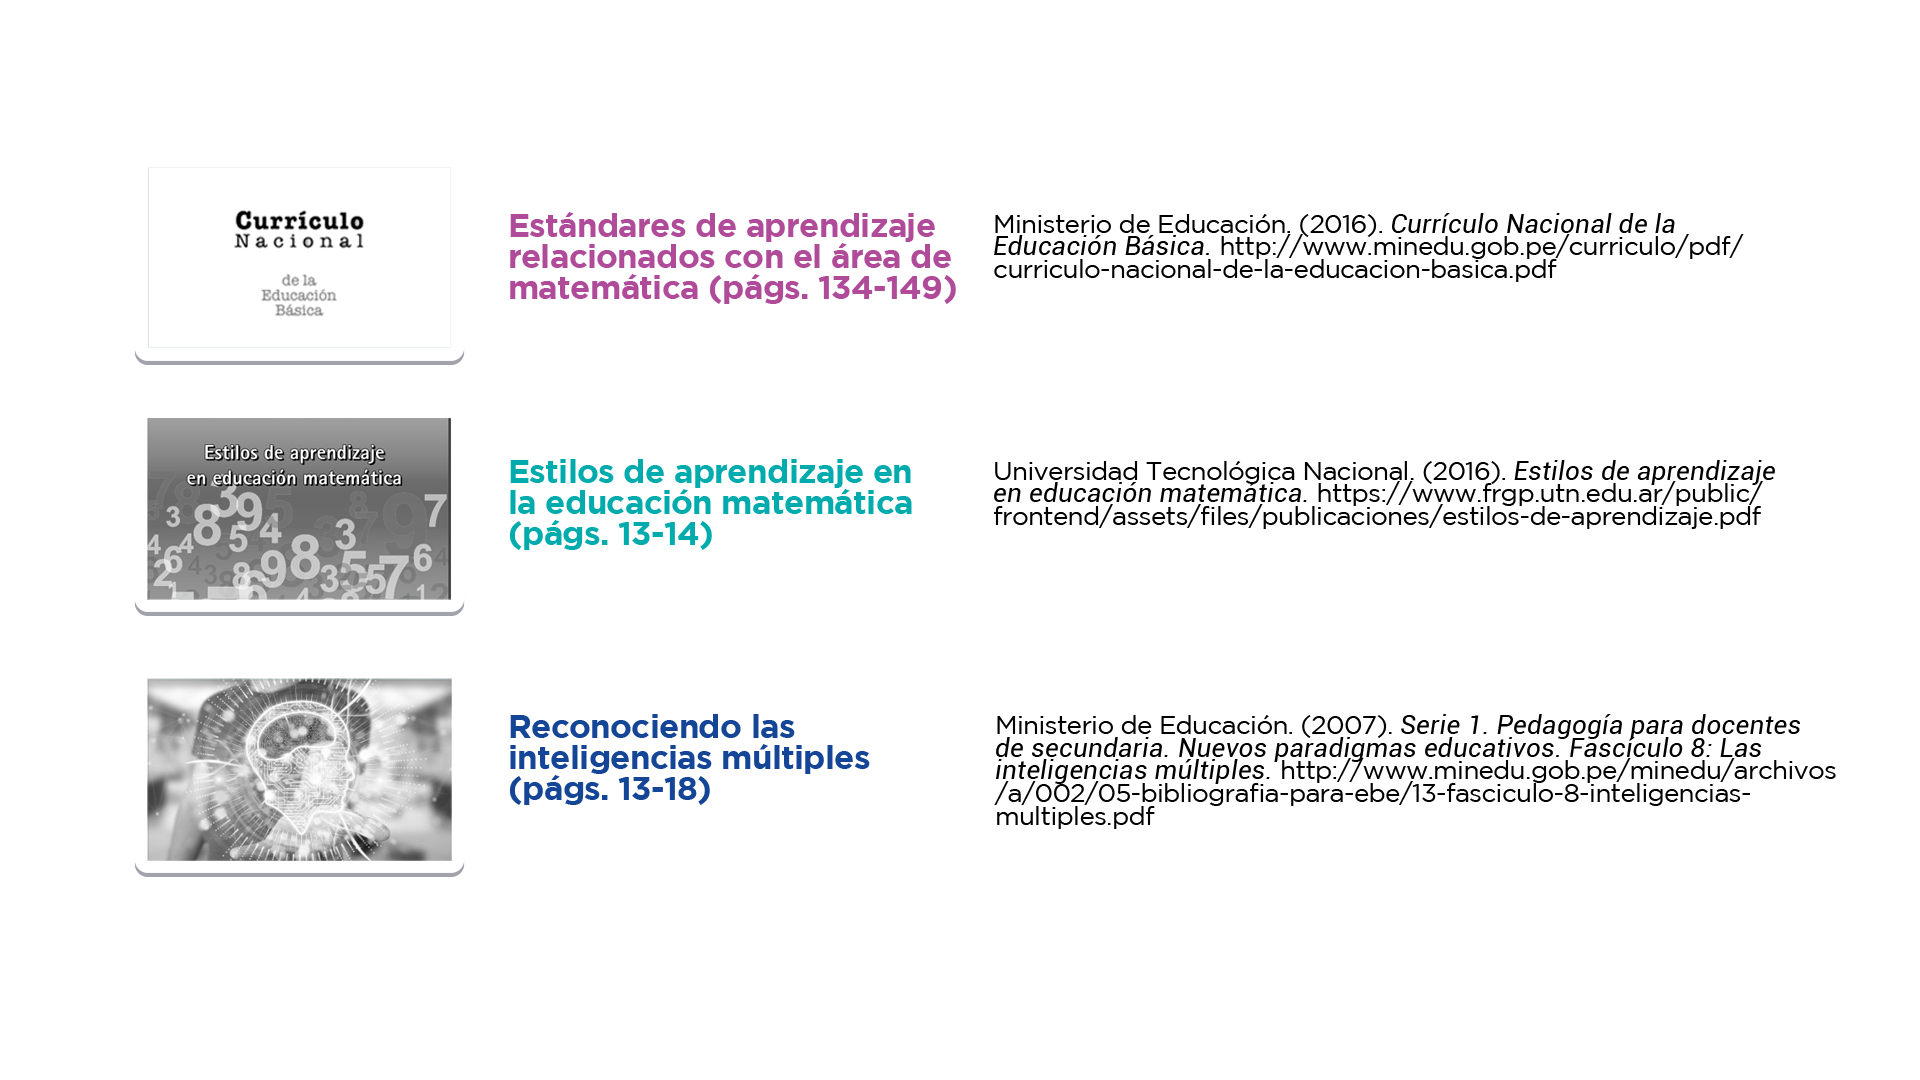 Currículo
Nacional
de la
Educación
Básica
Estándares de aprendizaje
relacionados con el área de
matemática (págs. 134-149)
Ministerio de Educación. (2016). Currículo Nacional de la
Educación Básica. http://www.minedu.gob.pe/curriculo/pdf/
curriculo-nacional-de-la-educacion-basica.pdf
Estilos de aprendizaje
en educación matemática
Estilos de aprendizaje en
la educación matemática
(págs. 13-14)
Universidad Tecnológica Nacional. (2016). Estilos de aprendizaje
en educación matemática. https://www.frgp.utn.edu.ar/public/
frontend/assets/files/publicaciones/estilos-de-aprendizaje.pdf
Reconociendo las
inteligencias múltiples
(págs. 13-18)
Ministerio de Educación. (2007). Serie 1. Pedagogía para docentes
de secundaria. Nuevos paradigmas educativos. Fascículo 8: Las
inteligencias múltiples. http://www.minedu.gob.pe/minedu/archivos
/a/002/05-bibliografia-para-ebe/13-fasciculo-8-inteligencias-
multiples.pdf